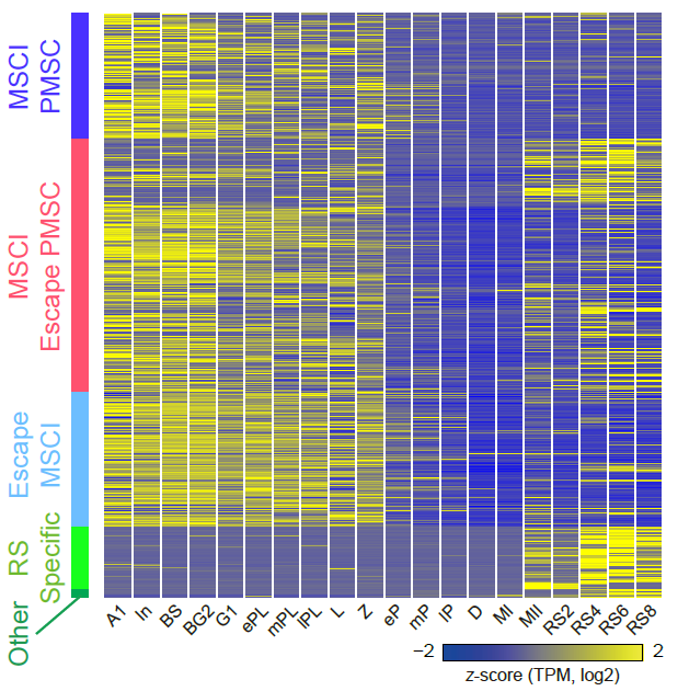 MSCI
PMSC
MSCI
Escape PMSC
Escape
MSCI
RS
Specific
Other
A1 In BS BG2 G1 ePL mPL lPL L Z eP mP lP D MI MII RS2 RS4 RS6 RS8
−2 2
z-score (TPM, log2)